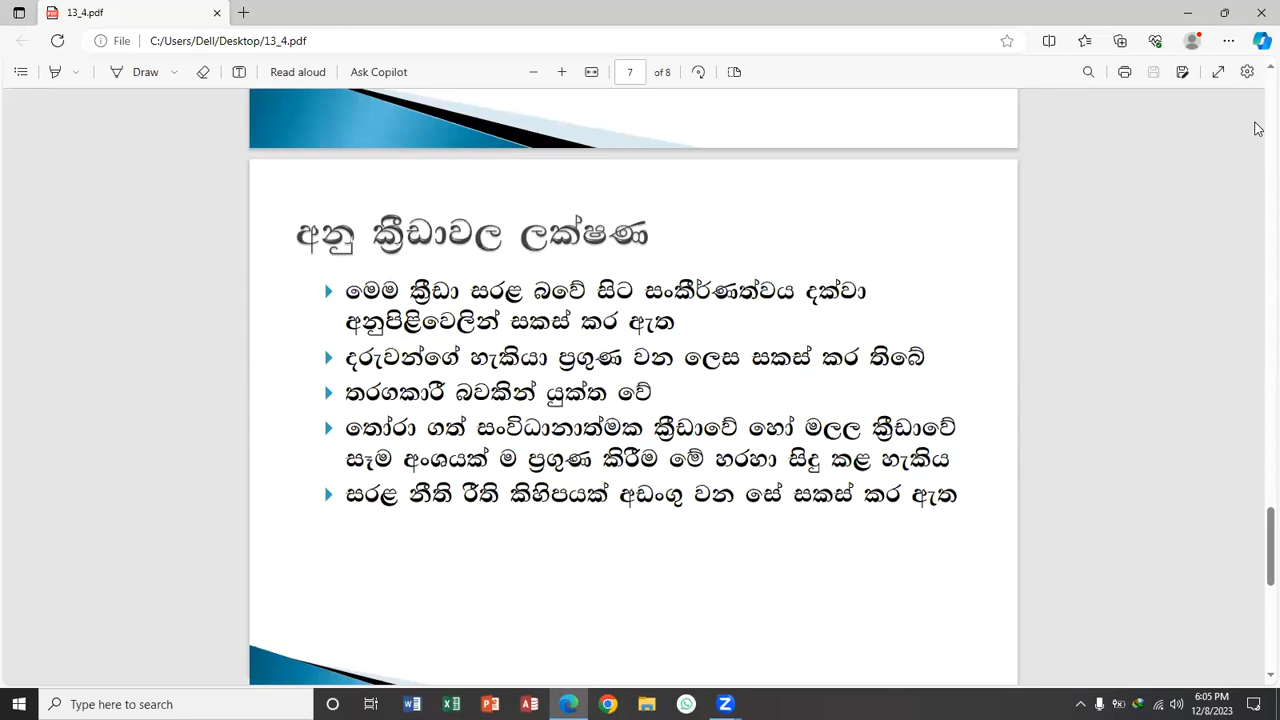 13_4.pdf
File C:/Users/Dell/Desktop/13_4.pdf
Draw Read aloud Ask Copilot 7 of 8
අනු ක්‍රීඩාවල ලක්ෂණ
මෙම ක්‍රීඩා සරළ බවේ සිට සංකීර්ණත්වය දක්වා
අනුපිළිවෙලින් සකස් කර ඇත
දරුවන්ගේ හැකියා ප්‍රගුණ වන ලෙස සකස් කර තිබේ
තරගකාරී බවකින් යුක්ත වේ
තෝරා ගත් සංවිධානාත්මක ක්‍රීඩාවේ හෝ මලල ක්‍රීඩාවේ
සෑම අංශයක් ම ප්‍රගුණ කිරීම මේ හරහා සිදු කළ හැකිය
සරළ නීති රීති කිහිපයක් අඩංගු වන සේ සකස් කර ඇත
Type here to search
6:05 PM
12/8/2023